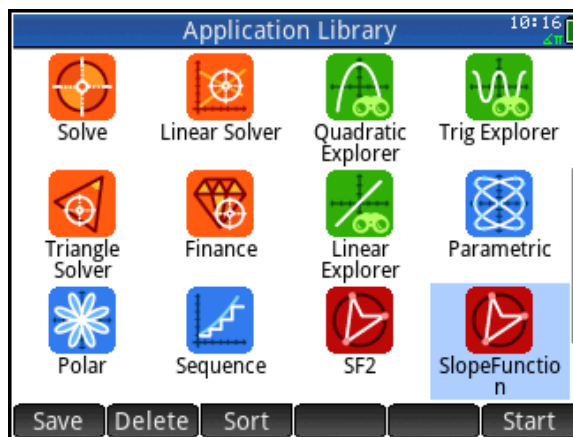 Application Library
10:16
∡π
Solve
Linear Solver
Quadratic
Explorer
Trig Explorer
Triangle
Solver
Finance
Linear
Explorer
Parametric
Polar
Sequence
SF2
SlopeFunctio
n
Save Delete Sort Start